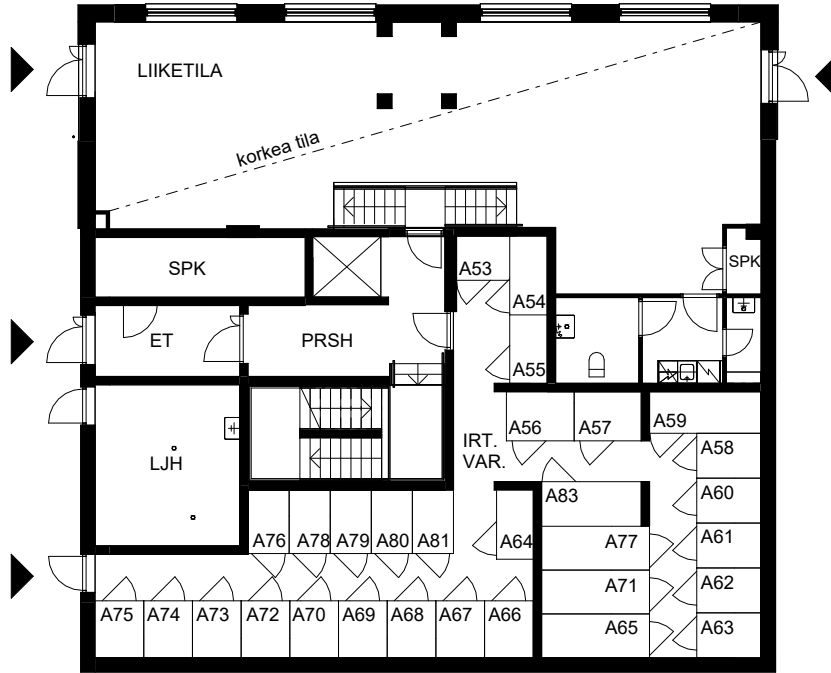 LIIKETILA
korkea tila
SPK
A53
SPK
A54
ET
PRSH
A55
A56
A57
A59
IRT.
VAR.
A58
LJH
A83
A60
A76
A78
A79
A80
A81
A64
A77
A61
A71
A62
A75
A74
A73
A72
A70
A69
A68
A67
A66
A65
A63